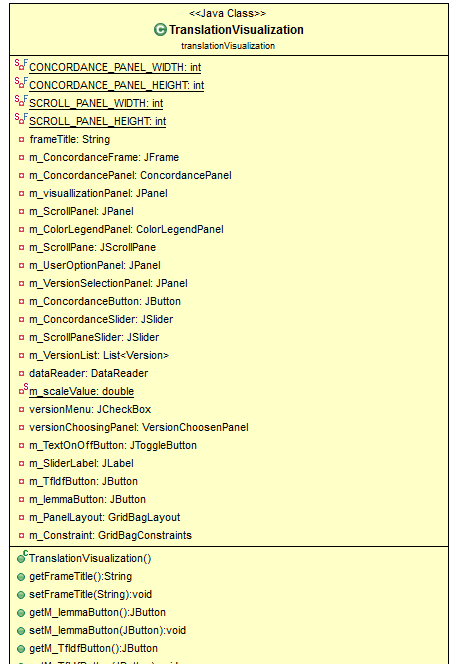 <<Java Class>>
TranslationVisualization
translationVisualization
CONCORDANCE_PANEL_WIDTH: int
CONCORDANCE_PANEL_HEIGHT: int
SCROLL_PANEL_WIDTH: int
SCROLL_PANEL_HEIGHT: int
frameTitle: String
m_ConcordanceFrame: JFrame
m_ConcordancePanel: ConcordancePanel
m_visuallizationPanel: JPanel
m_ScrollPanel: JPanel
m_ColorLegendPanel: ColorLegendPanel
m_ScrollPane: JScrollPane
m_UserOptionPanel: JPanel
m_VersionSelectionPanel: JPanel
m_ConcordanceButton: JButton
m_ConcordanceSlider: JSlider
m_ScrollPaneSlider: JSlider
m_VersionList: List<Version>
dataReader: DataReader
m_scaleValue: double
versionMenu: JCheckBox
versionChoosingPanel: VersionChoosenPanel
m_TextOnOffButton: JToggleButton
m_SliderLabel: JLabel
m_TfIdfButton: JButton
m_lemmaButton: JButton
m_PanelLayout: GridBagLayout
m_Constraint: GridBagConstraints
TranslationVisualization()
getFrameTitle():String
setFrameTitle(String):void
getM_lemmaButton():JButton
setM_lemmaButton(JButton):void
getM_TfIdfButton():JButton